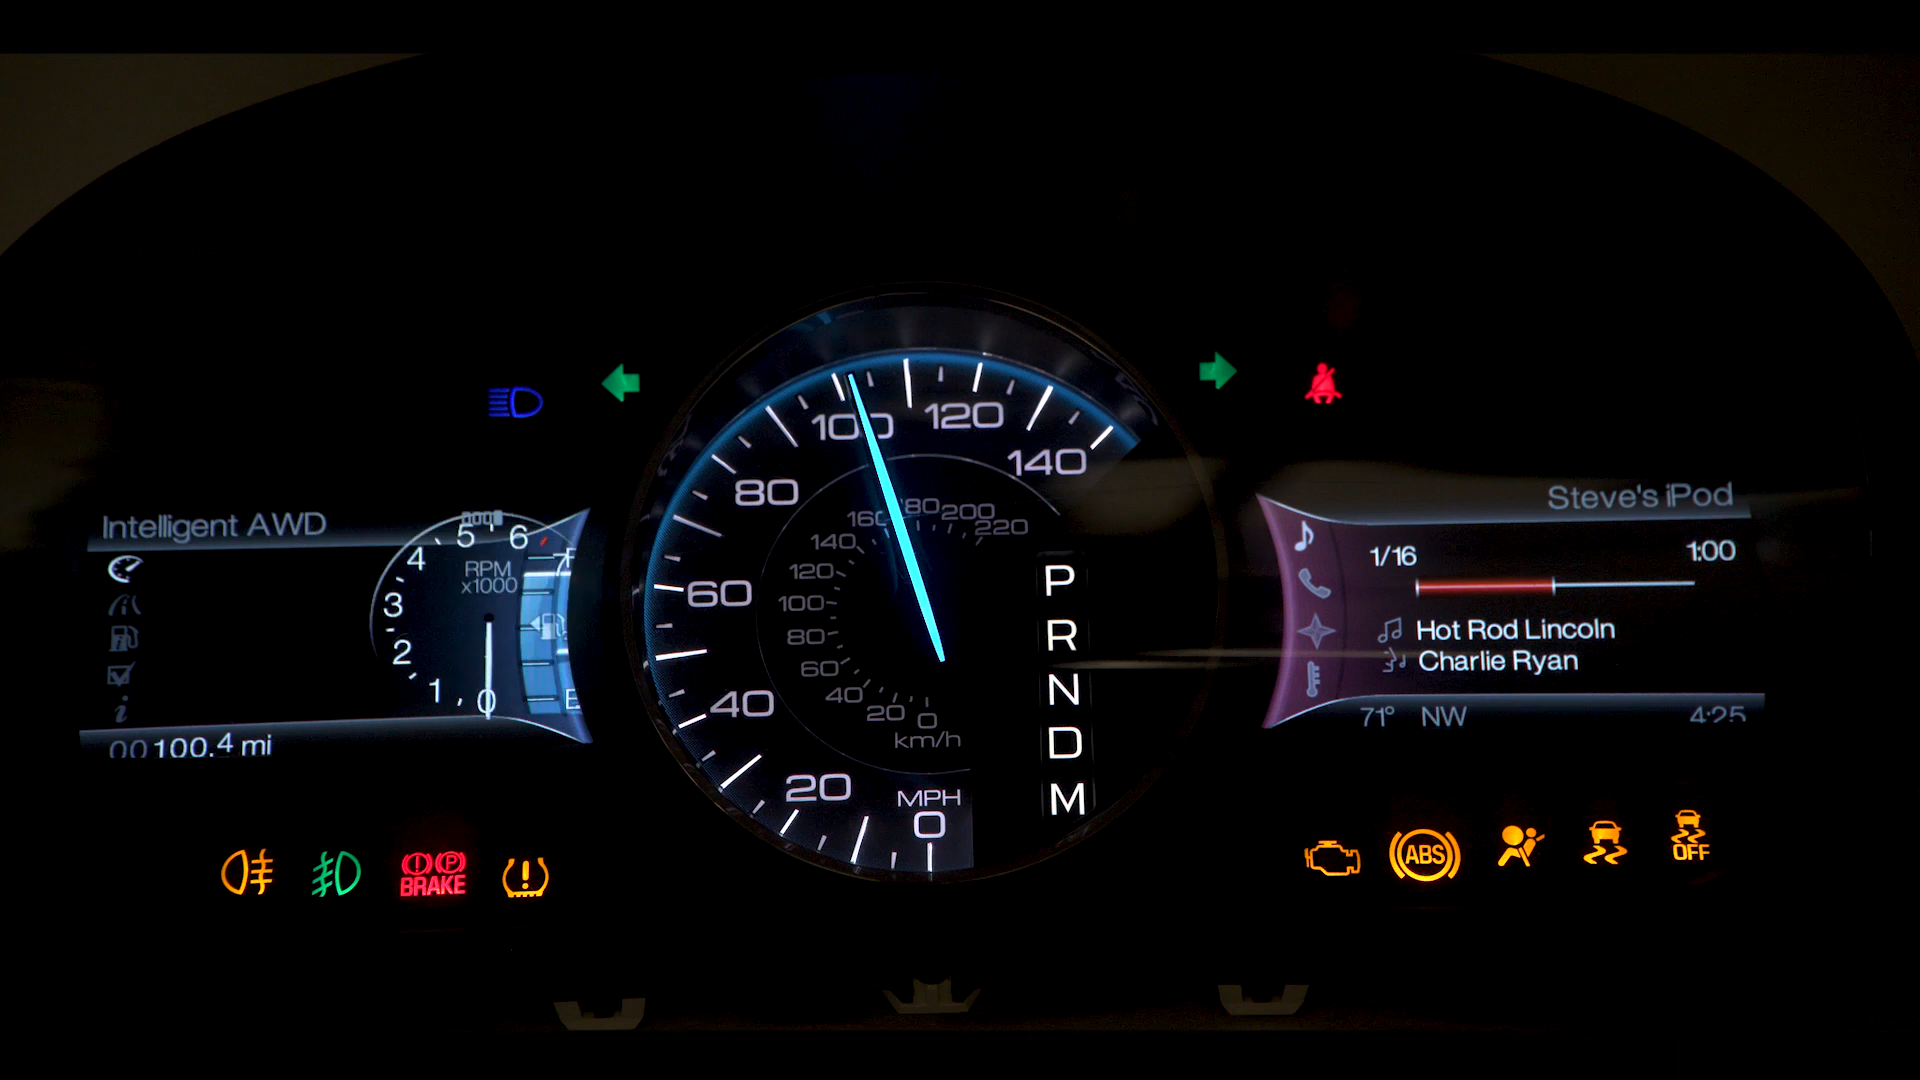 Intelligent AWD
5
6
4
7
3
2
1
0
RPM
x1000
E
00100.4 mi
100
120
140
80
60
40
20
0
MPH
160
180
200
220
140
120
100
80
60
40
20
0
km/h
P
R
N
D
M
Steve's iPod
1/16
1:00
Hot Rod Lincoln
Charlie Ryan
71° NW 4:25
BRAKE
ABS
OFF